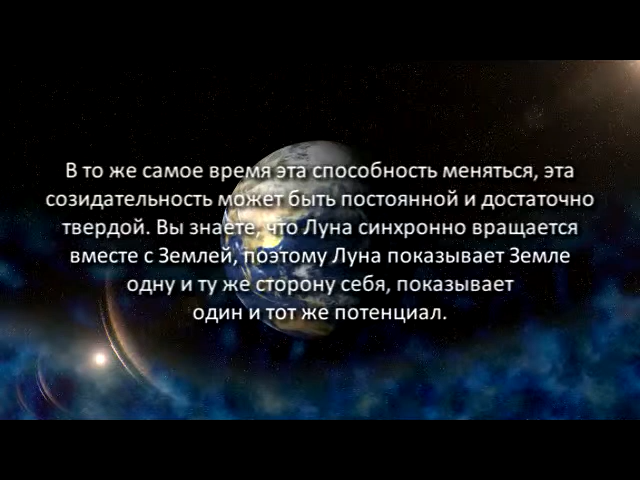 В то же самое время эта способность меняться, эта
созидательность может быть постоянной и достаточно
твердой. Вы знаете, что Луна синхронно вращается
вместе с Землей, поэтому Луна показывает Земле
одну и ту же сторону себя, показывает
один и тот же потенциал.